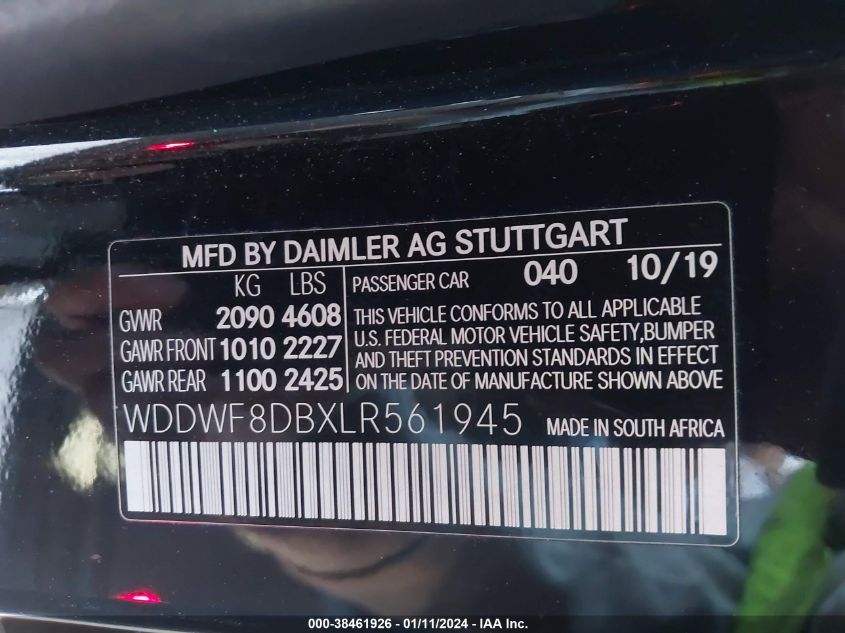 MFD BY DAIMLER AG STUTTGART
KG LBS
GVWR 2090 4608
GAWR FRONT 1010 2227
GAWR REAR 1100 2425
PASSENGER CAR 040 10/19
THIS VEHICLE CONFORMS TO ALL APPLICABLE
U.S. FEDERAL MOTOR VEHICLE SAFETY,BUMPER
AND THEFT PREVENTION STANDARDS IN EFFECT
ON THE DATE OF MANUFACTURE SHOWN ABOVE
WDDWF8DBXLR561945 MADE IN SOUTH AFRICA
000-38461926 - 01/11/2024 - IAA Inc.